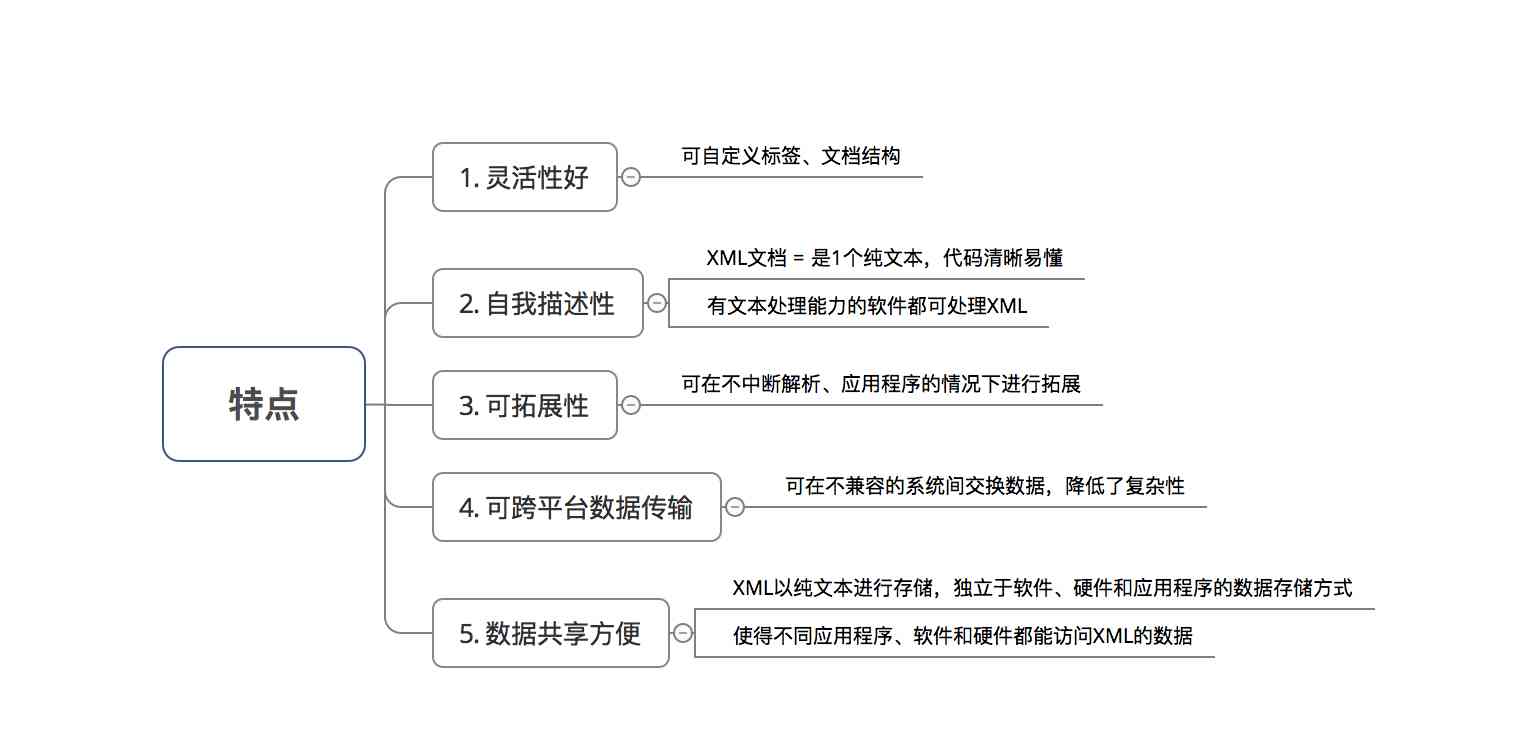 特点
1. 灵活性好
可自定义标签、文档结构
2. 自我描述性
XML文档 = 是1个纯文本，代码清晰易懂
有文本处理能力的软件都可处理XML
3. 可拓展性
可在不中断解析、应用程序的情况下进行拓展
4. 可跨平台数据传输
可在不兼容的系统间交换数据，降低了复杂性
5. 数据共享方便
XML以纯文本进行存储，独立于软件、硬件和应用程序的数据存储方式
使得不同应用程序、软件和硬件都能访问XML的数据